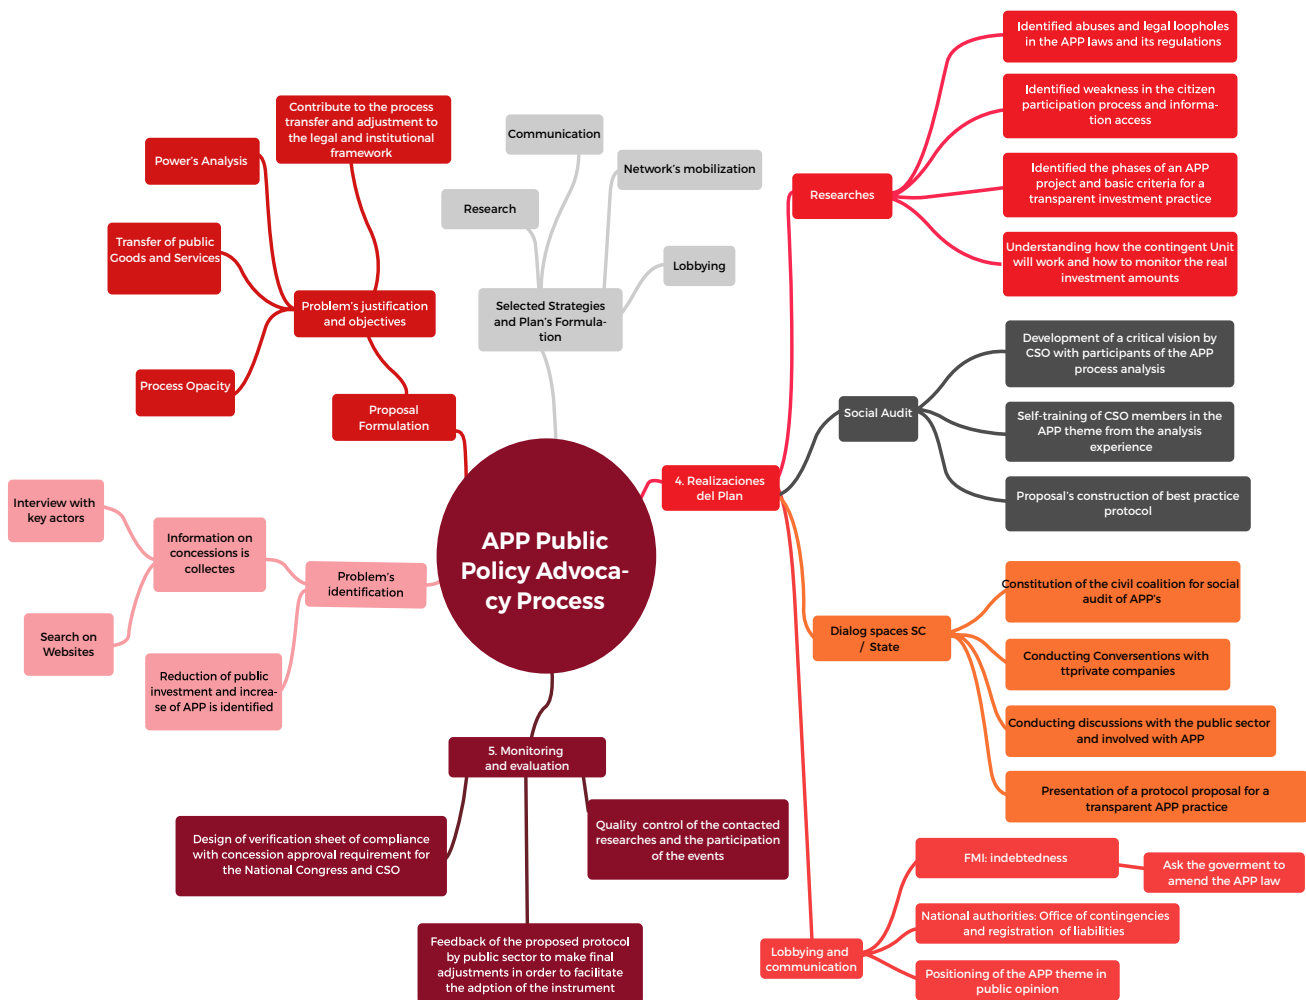 APP Public
Policy Advoca-
cy Process
Problem's
identification
Information on
concessions is
collectes
Interview with
key actors
Search on
Websites
Reduction of public
investment and increa-
se of APP is identified
Proposal
Formulation
Problem's justification
and objectives
Contribute to the process
transfer and adjustment to
the legal and institutional
framework
Power's Analysis
Transfer of public
Goods and Services
Process Opacity
Selected Strategies
and Plan's Formula-
tion
Research
Communication
Network's mobilization
Lobbying
4. Realizaciones
del Plan
Researches
Identified abuses and legal loopholes
in the APP laws and its regulations
Identified weakness in the citizen
participation process and informa-
tion access
Identified the phases of an APP
project and basic criteria for a
transparent investment practice
Understanding how the contingent Unit
will work and how to monitor the real
investment amounts
Social Audit
Development of a critical vision by
CSO with participants of the APP
process analysis
Self-training of CSO members in the
APP theme from the analysis
experience
Proposal's construction of best practice
protocol
Dialog spaces SC
/ State
Constitution of the civil coalition for social
audit of APP's
Conducting Conversentions with
ttprivate companies
Conducting discussions with the public sector
and involved with APP
Presentation of a protocol proposal for a
transparent APP practice
Lobbying and
communication
FMI: indebtedness
Ask the goverment to
amend the APP law
National authorities: Office of contingencies
and registration of liabilities
Positioning of the APP theme in
public opinion
5. Monitoring
and evaluation
Design of verification sheet of compliance
with concession approval requirement for
the National Congress and CSO
Quality control of the contacted
researches and the participation
of the events
Feedback of the proposed protocol
by public sector to make final
adjustments in order to facilitate
the adption of the instrument